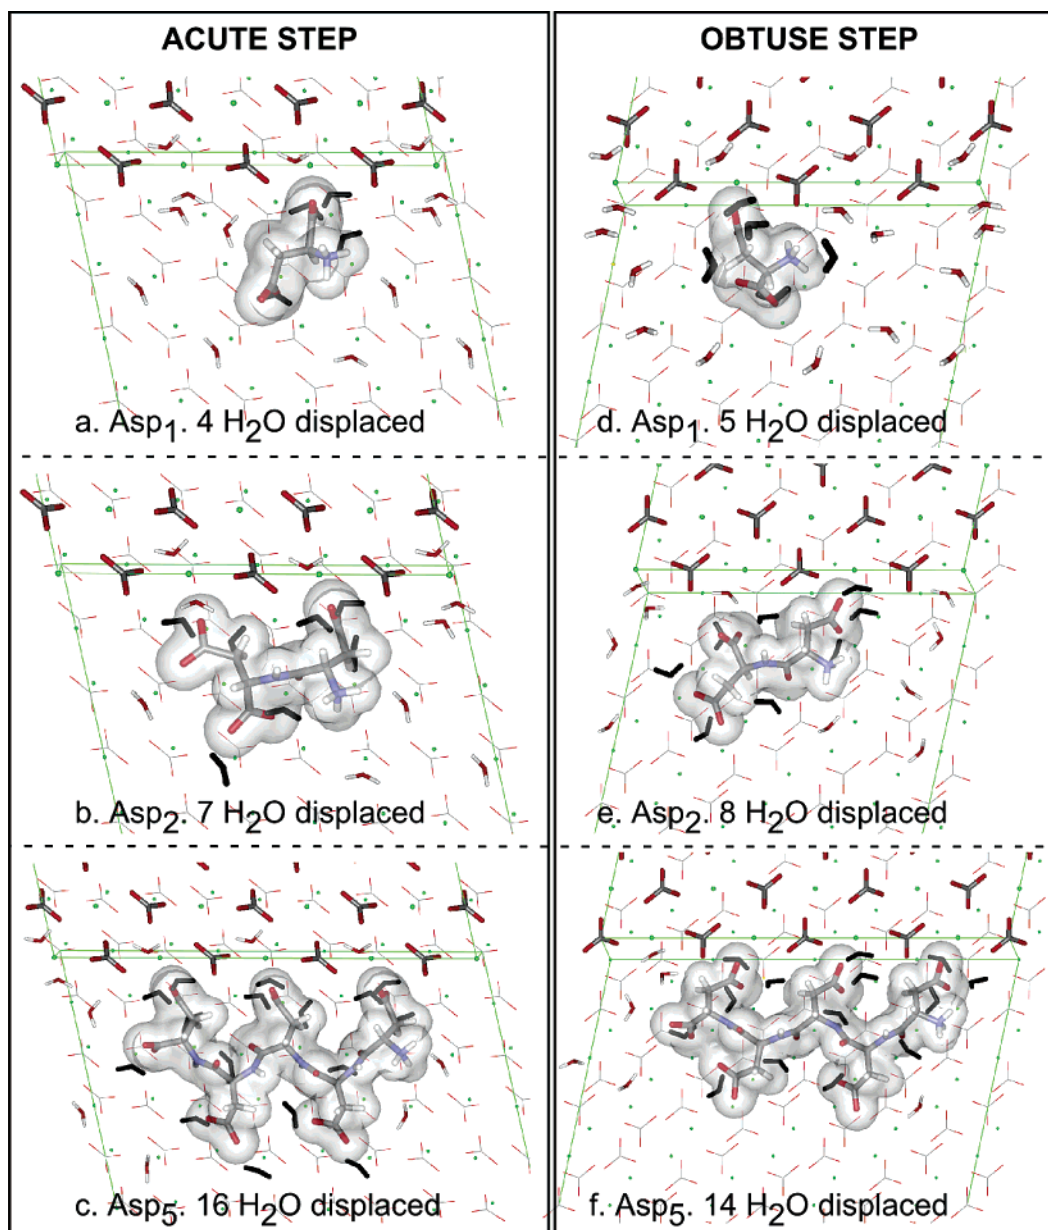 ACUTE STEP
OBTUSE STEP
a. Asp₁. 4 H₂O displaced
d. Asp₁. 5 H₂O displaced
b. Asp₂. 7 H₂O displaced
e. Asp₂. 8 H₂O displaced
c. Asp₅. 16 H₂O displaced
f. Asp₅. 14 H₂O displaced